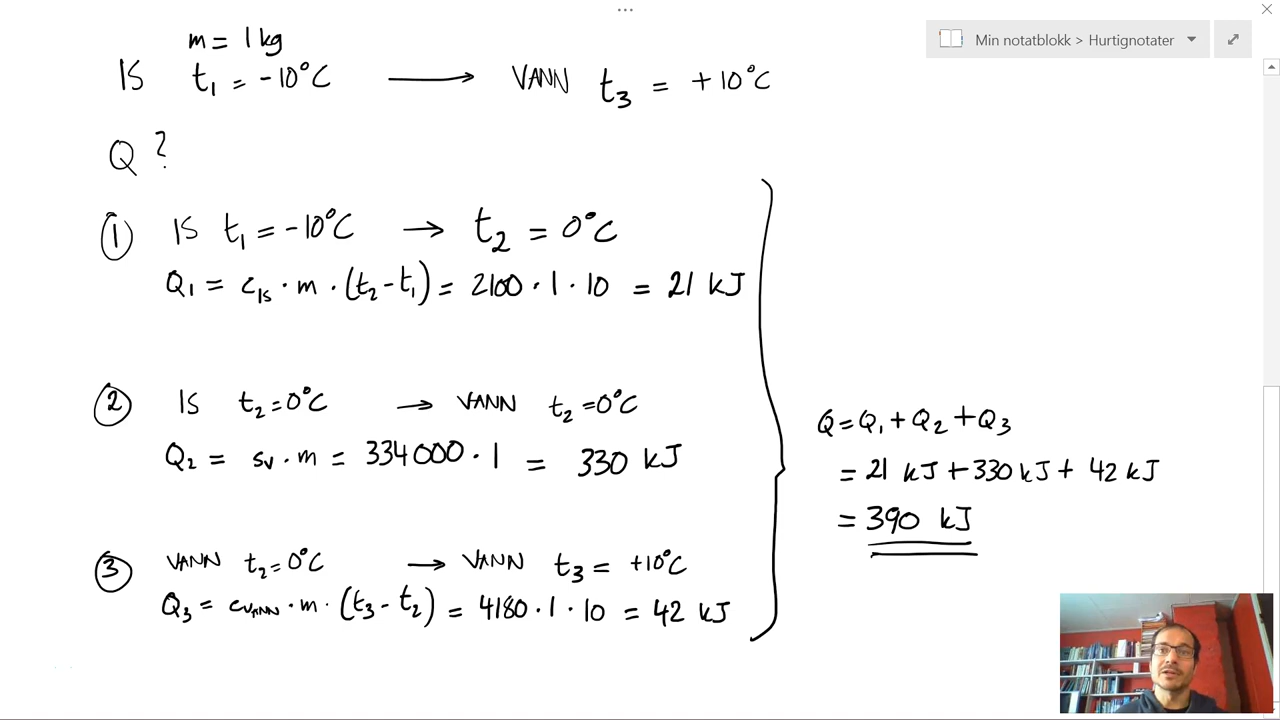 Min notatblokk > Hurtignotater
m = 1 kg
IS t₁ = -10°C → VANN t₃ = +10°C
Q ?
① IS t₁ = -10°C → t₂ = 0°C
Q₁ = c_IS · m · (t₂ - t₁) = 2100 · 1 · 10 = 21 kJ
② IS t₂ = 0°C → VANN t₂ = 0°C
Q₂ = sv · m = 334000 · 1 = 330 kJ
③ VANN t₂ = 0°C → VANN t₃ = +10°C
Q₃ = c_VANN · m · (t₃ - t₂) = 4180 · 1 · 10 = 42 kJ
Q = Q₁ + Q₂ + Q₃
= 21 kJ + 330 kJ + 42 kJ
= 390 kJ